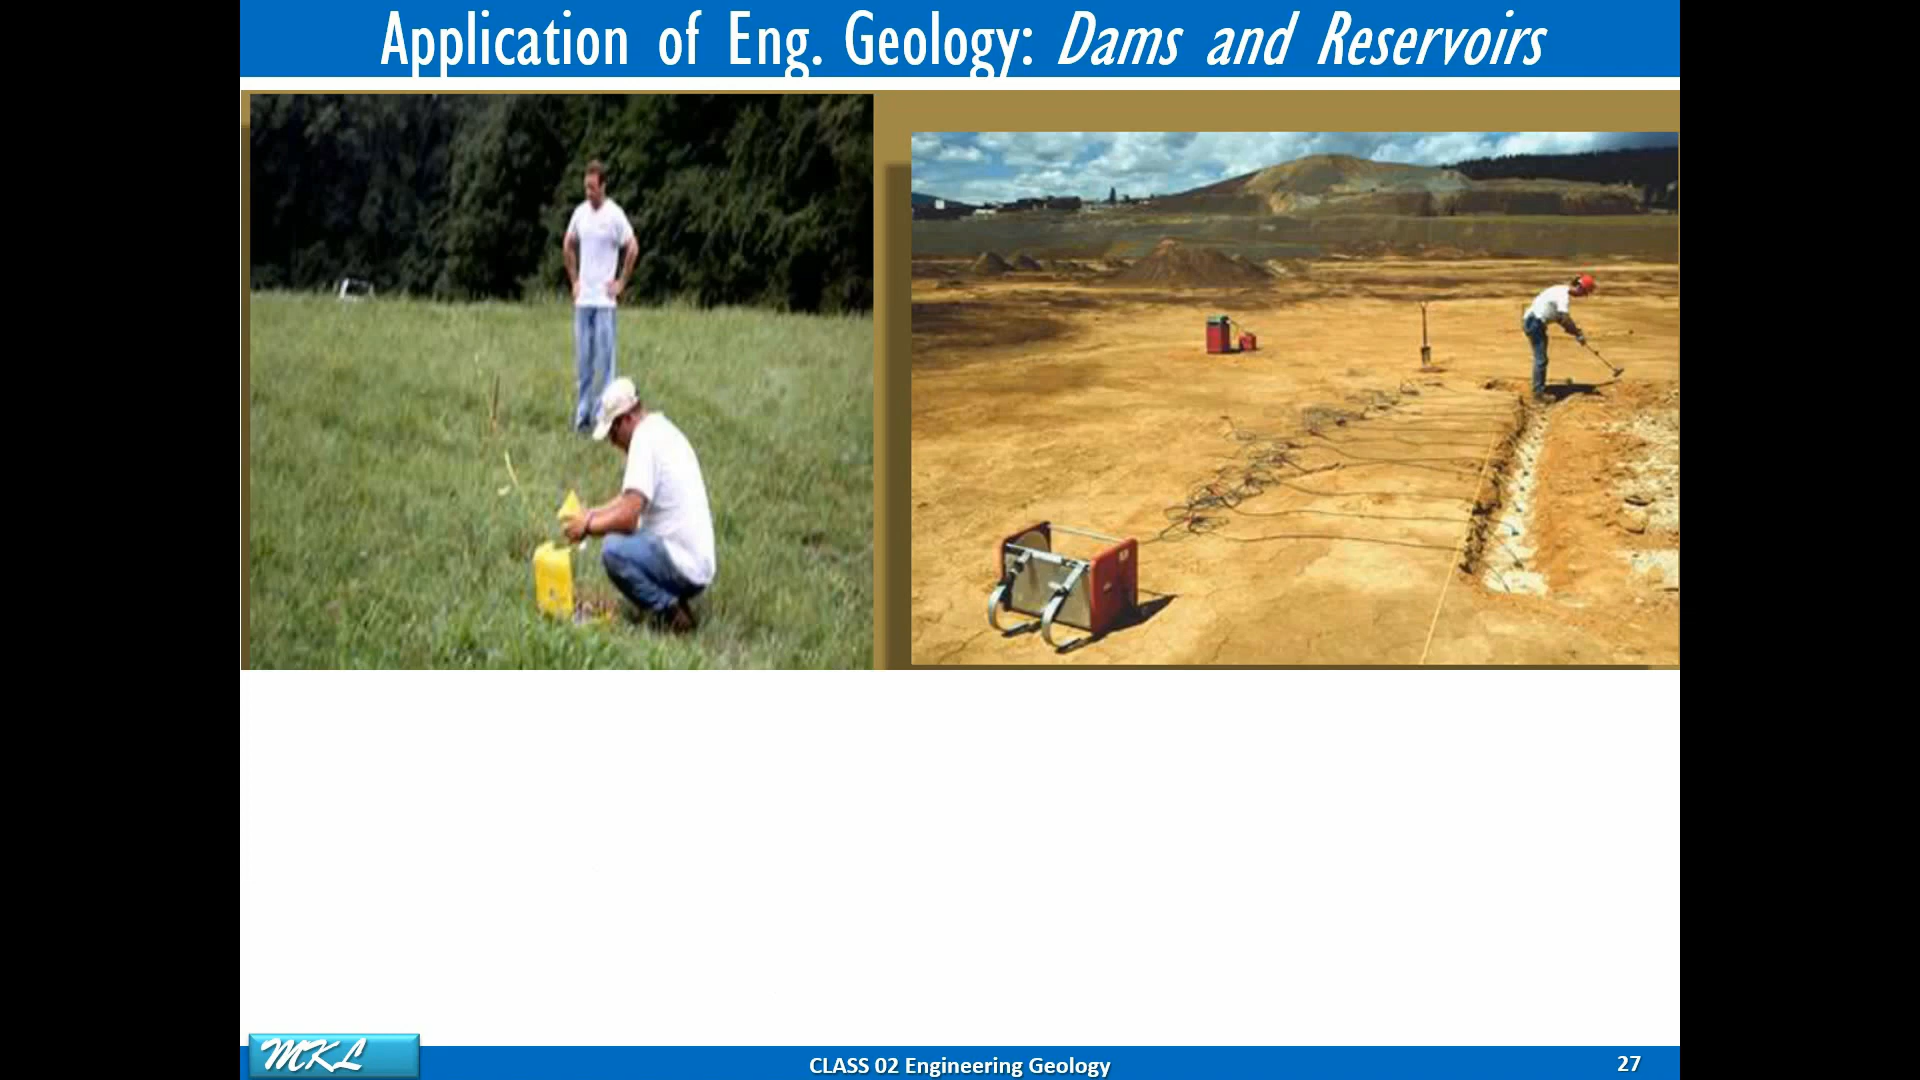 Application of Eng. Geology: Dams and Reservoirs
MKL
CLASS 02 Engineering Geology
27